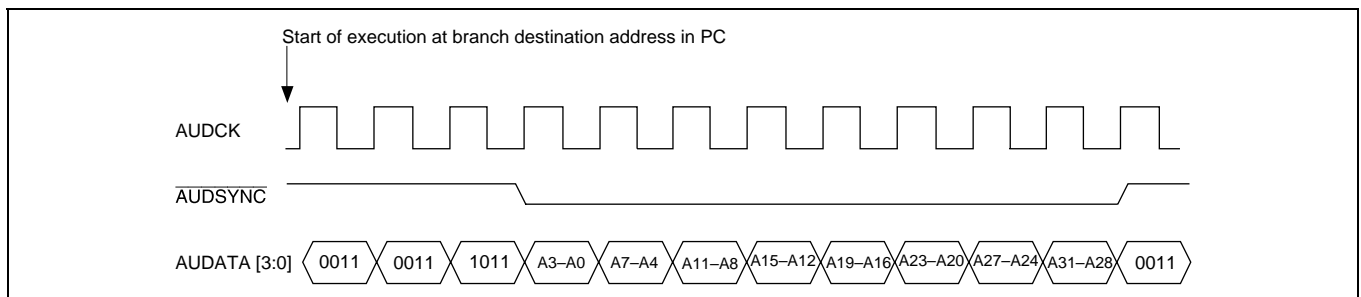 Start of execution at branch destination address in PC
AUDCK
AUDSYNC
AUDATA [3:0] 0011 0011 1011 A3–A0 A7–A4 A11–A8 A15–A12 A19–A16 A23–A20 A27–A24 A31–A28 0011